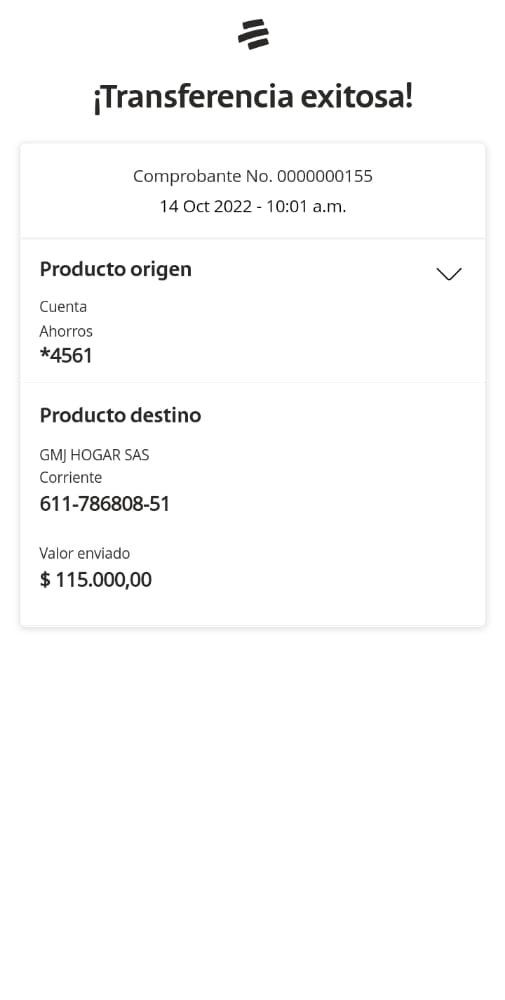 ¡Transferencia exitosa!
Comprobante No. 0000000155
14 Oct 2022 - 10:01 a.m.
Producto origen
Cuenta
Ahorros
*4561
Producto destino
GMJ HOGAR SAS
Corriente
611-786808-51
Valor enviado
$ 115.000,00